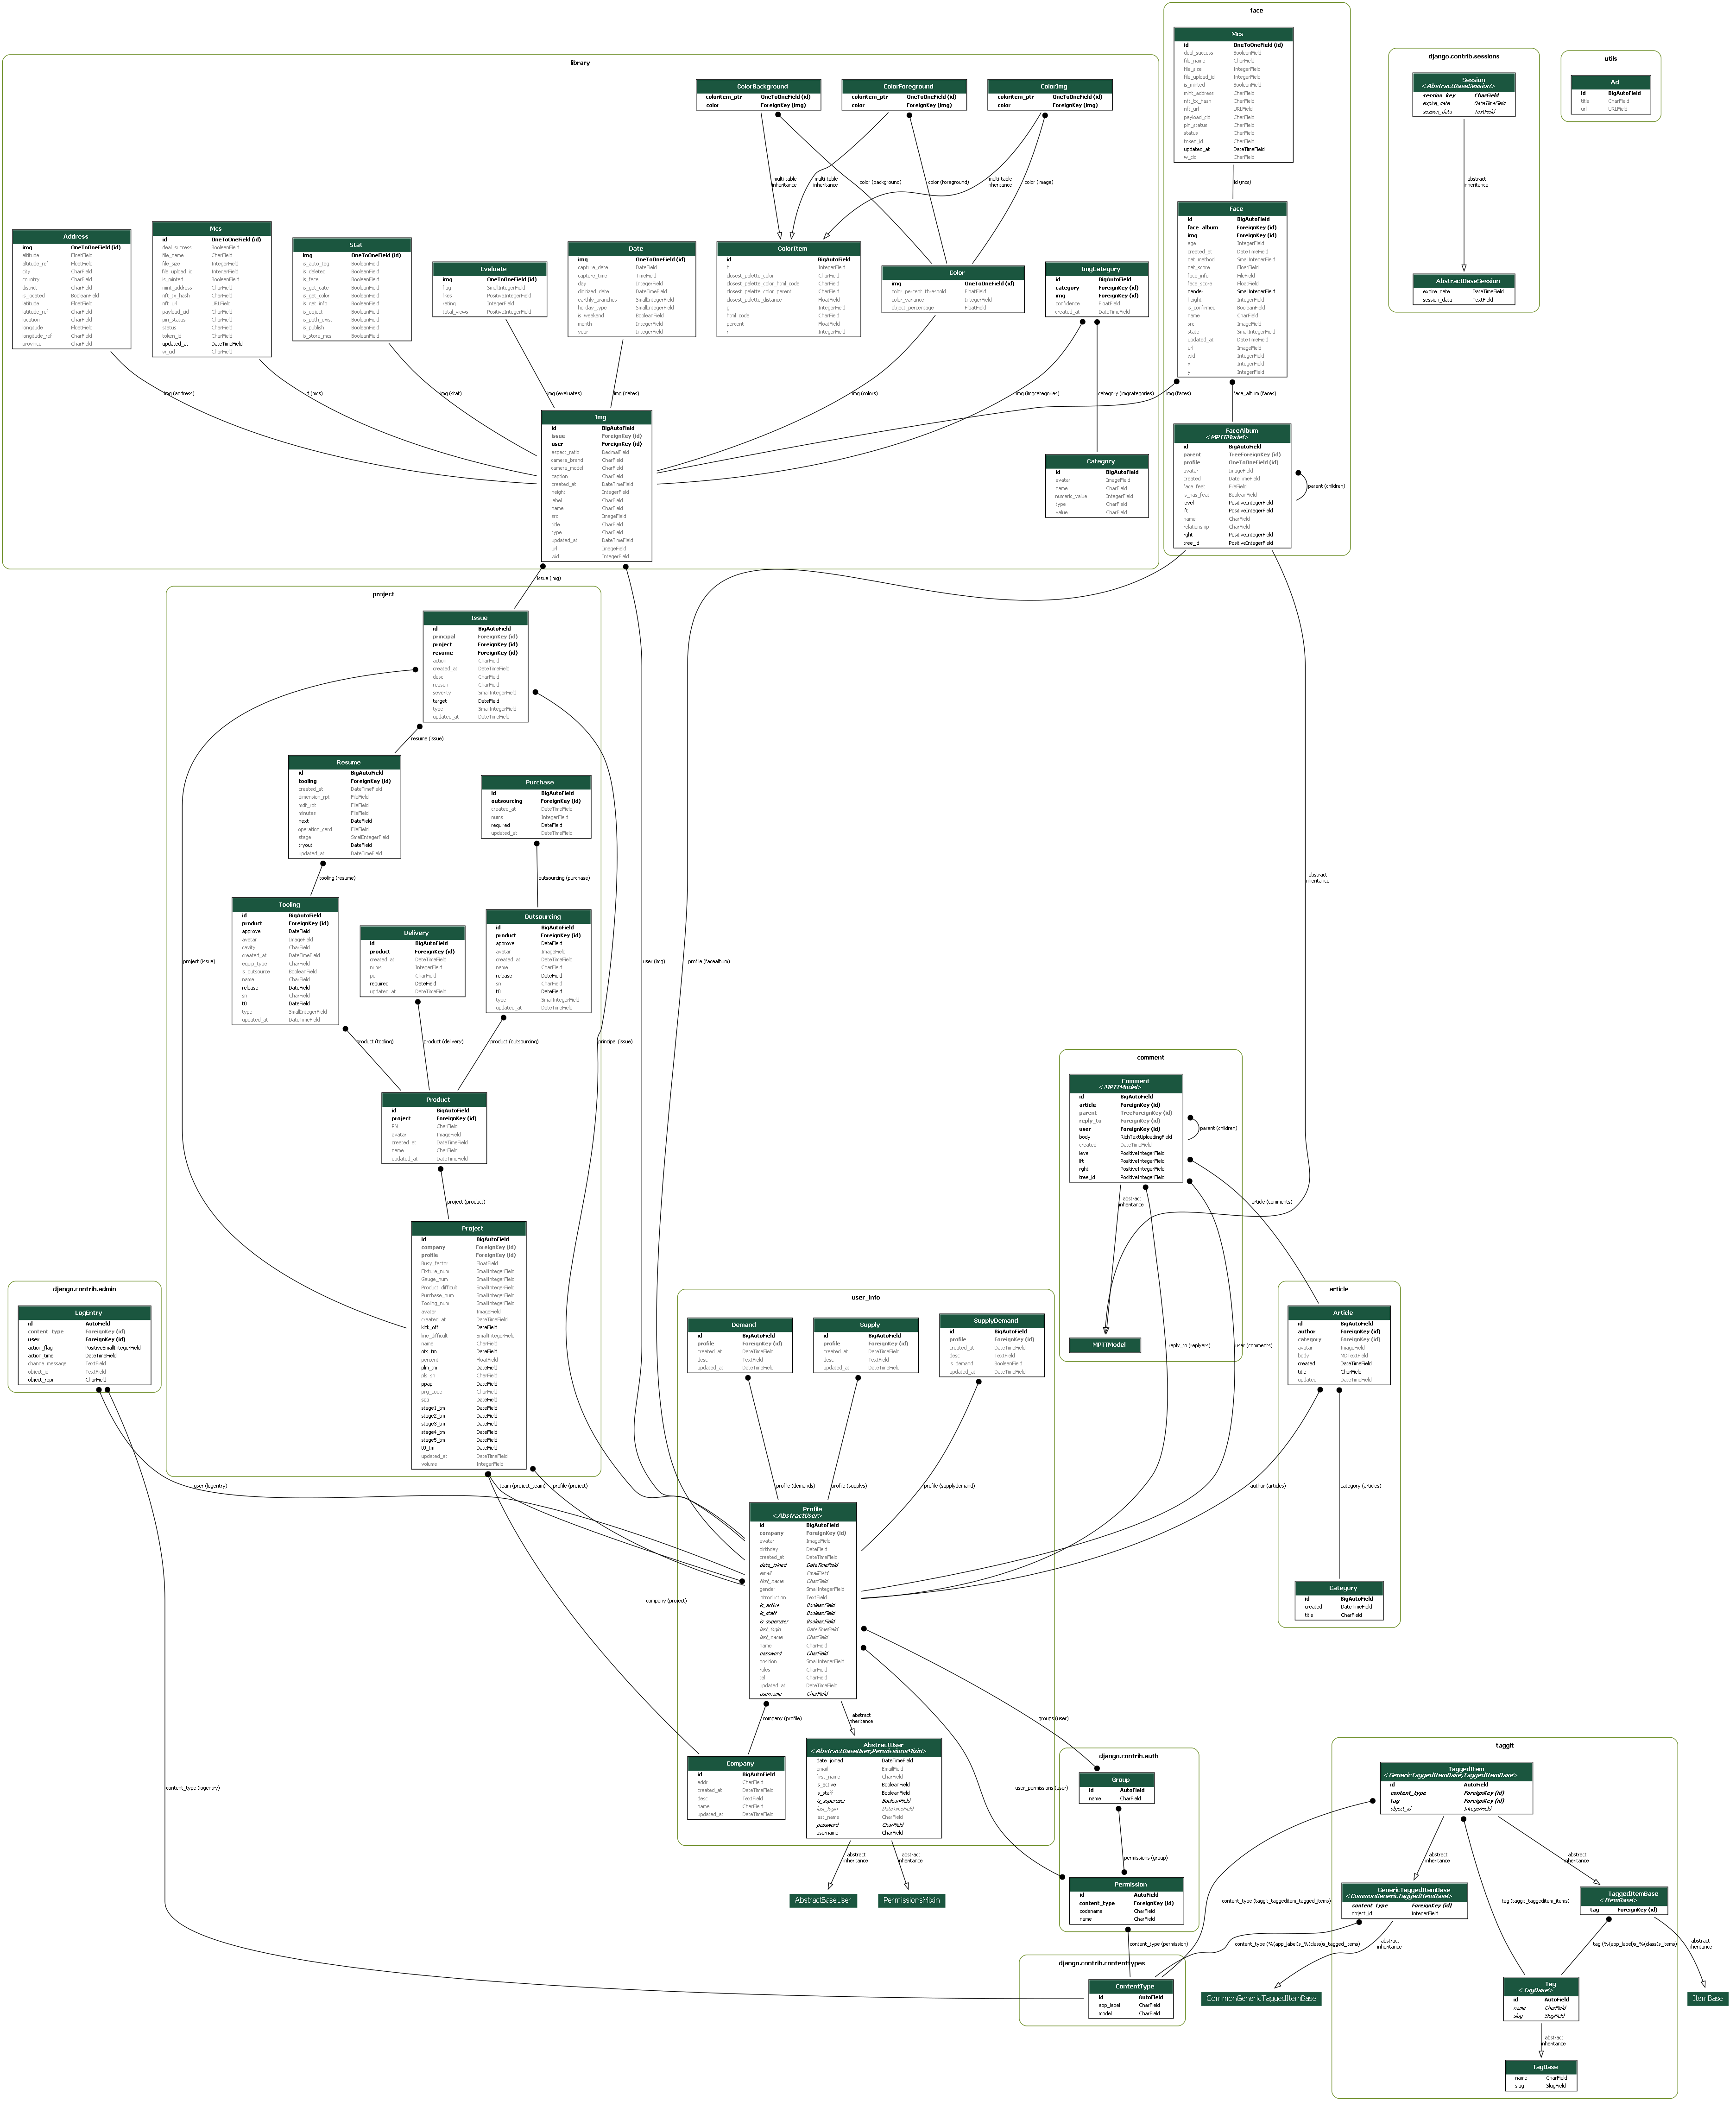 face
Mcs
id OneToOneField (id)
deal_success BooleanField
file_name CharField
file_size IntegerField
file_upload_id IntegerField
is_minted BooleanField
mint_address CharField
nft_tx_hash CharField
nft_url URLField
payload_cid CharField
pin_status CharField
status CharField
token_id CharField
updated_at DateTimeField
w_cid CharField
id (mcs)
Face
id BigAutoField
face_album ForeignKey (id)
img ForeignKey (id)
age IntegerField
created_at DateTimeField
det_method SmallIntegerField
det_score FloatField
face_info FileField
face_score FloatField
gender SmallIntegerField
height IntegerField
is_confirmed BooleanField
name CharField
src ImageField
state SmallIntegerField
updated_at DateTimeField
url ImageField
wid IntegerField
x IntegerField
y IntegerField
img (faces)
face_album (faces)
FaceAlbum
<MPTTModel>
id BigAutoField
parent TreeForeignKey (id)
profile OneToOneField (id)
avatar ImageField
created DateTimeField
face_feat FileField
is_has_feat BooleanField
level PositiveIntegerField
lft PositiveIntegerField
name CharField
relationship CharField
rght PositiveIntegerField
tree_id PositiveIntegerField
parent (children)
django.contrib.sessions
Session
<AbstractBaseSession>
session_key CharField
expire_date DateTimeField
session_data TextField
abstract
inheritance
AbstractBaseSession
expire_date DateTimeField
session_data TextField
utils
Ad
id BigAutoField
title CharField
url URLField
library
ColorBackground
coloritem_ptr OneToOneField (id)
color ForeignKey (img)
ColorForeground
coloritem_ptr OneToOneField (id)
color ForeignKey (img)
ColorImg
coloritem_ptr OneToOneField (id)
color ForeignKey (img)
multi-table
inheritance
multi-table
inheritance
color (background)
color (foreground)
multi-table
inheritance
color (image)
Address
img OneToOneField (id)
altitude FloatField
altitude_ref FloatField
city CharField
country CharField
district CharField
is_located BooleanField
latitude FloatField
latitude_ref CharField
location CharField
longitude FloatField
longitude_ref CharField
province CharField
Mcs
id OneToOneField (id)
deal_success BooleanField
file_name CharField
file_size IntegerField
file_upload_id IntegerField
is_minted BooleanField
mint_address CharField
nft_tx_hash CharField
nft_url URLField
payload_cid CharField
pin_status CharField
status CharField
token_id CharField
updated_at DateTimeField
w_cid CharField
Stat
img OneToOneField (id)
is_auto_tag BooleanField
is_deleted BooleanField
is_face BooleanField
is_get_cate BooleanField
is_get_color BooleanField
is_get_info BooleanField
is_object BooleanField
is_path_exist BooleanField
is_publish BooleanField
is_store_mcs BooleanField
Evaluate
img OneToOneField (id)
flag SmallIntegerField
likes PositiveIntegerField
rating IntegerField
total_views PositiveIntegerField
Date
img OneToOneField (id)
capture_date DateField
capture_time TimeField
day IntegerField
digitized_date DateTimeField
earthly_branches SmallIntegerField
holiday_type SmallIntegerField
is_weekend BooleanField
month IntegerField
year IntegerField
ColorItem
id BigAutoField
b IntegerField
closest_palette_color CharField
closest_palette_color_html_code CharField
closest_palette_color_parent CharField
closest_palette_distance FloatField
g IntegerField
html_code CharField
percent FloatField
r IntegerField
Color
img OneToOneField (id)
color_percent_threshold FloatField
color_variance IntegerField
object_percentage FloatField
ImgCategory
id BigAutoField
category ForeignKey (id)
img ForeignKey (id)
confidence FloatField
created_at DateTimeField
img (address)
id (mcs)
img (stat)
img (evaluates)
img (dates)
img (colors)
img (imgcategories)
category (imgcategories)
Img
id BigAutoField
issue ForeignKey (id)
user ForeignKey (id)
aspect_ratio DecimalField
camera_brand CharField
camera_model CharField
caption CharField
created_at DateTimeField
height IntegerField
label CharField
name CharField
src ImageField
title CharField
type CharField
updated_at DateTimeField
url ImageField
wid IntegerField
Category
id BigAutoField
avatar ImageField
name CharField
numeric_value IntegerField
type CharField
value CharField
issue (img)
project
Issue
id BigAutoField
principal ForeignKey (id)
project ForeignKey (id)
resume ForeignKey (id)
action CharField
created_at DateTimeField
desc CharField
reason CharField
severity SmallIntegerField
target DateField
type SmallIntegerField
updated_at DateTimeField
resume (issue)
Resume
id BigAutoField
tooling ForeignKey (id)
created_at DateTimeField
dimension_rpt FileField
mdf_rpt FileField
minutes FileField
next DateField
operation_card FileField
stage SmallIntegerField
tryout DateField
updated_at DateTimeField
Purchase
id BigAutoField
outsourcing ForeignKey (id)
created_at DateTimeField
nums IntegerField
required DateField
updated_at DateTimeField
tooling (resume)
outsourcing (purchase)
Tooling
id BigAutoField
product ForeignKey (id)
approve DateField
avatar ImageField
cavity CharField
created_at DateTimeField
equip_type CharField
is_outsource BooleanField
name CharField
release DateField
sn CharField
t0 DateField
type SmallIntegerField
updated_at DateTimeField
Delivery
id BigAutoField
product ForeignKey (id)
created_at DateTimeField
nums IntegerField
po CharField
required DateField
updated_at DateTimeField
Outsourcing
id BigAutoField
product ForeignKey (id)
approve DateField
avatar ImageField
created_at DateTimeField
name CharField
release DateField
sn CharField
t0 DateField
type SmallIntegerField
updated_at DateTimeField
project (issue)
user (img)
profile (facealbum)
abstract
inheritance
product (tooling)
product (delivery)
product (outsourcing)
principal (issue)
Product
id BigAutoField
project ForeignKey (id)
PN CharField
avatar ImageField
created_at DateTimeField
name CharField
updated_at DateTimeField
project (product)
Project
id BigAutoField
company ForeignKey (id)
profile ForeignKey (id)
Busy_factor FloatField
Fixture_num SmallIntegerField
Gauge_num SmallIntegerField
Product_difficult SmallIntegerField
Purchase_num SmallIntegerField
Tooling_num SmallIntegerField
avatar ImageField
created_at DateTimeField
kick_off DateField
line_difficult SmallIntegerField
name CharField
ots_tm DateField
percent FloatField
plm_tm DateField
plx_sn CharField
ppap DateField
prg_code CharField
sop DateField
stage1_tm DateField
stage2_tm DateField
stage3_tm DateField
stage4_tm DateField
stage5_tm DateField
t0_tm DateField
updated_at DateTimeField
volume IntegerField
comment
Comment
<MPTTModel>
id BigAutoField
article ForeignKey (id)
parent TreeForeignKey (id)
reply_to ForeignKey (id)
user ForeignKey (id)
body RichTextUploadingField
created DateTimeField
level PositiveIntegerField
lft PositiveIntegerField
rght PositiveIntegerField
tree_id PositiveIntegerField
parent (children)
abstract
inheritance
article (comments)
MPTTModel
reply_to (replyers)
user (comments)
django.contrib.admin
LogEntry
id AutoField
content_type ForeignKey (id)
user ForeignKey (id)
action_flag PositiveSmallIntegerField
action_time DateTimeField
change_message TextField
object_id TextField
object_repr CharField
user_info
Demand
id BigAutoField
profile ForeignKey (id)
created_at DateTimeField
desc TextField
updated_at DateTimeField
Supply
id BigAutoField
profile ForeignKey (id)
created_at DateTimeField
desc TextField
updated_at DateTimeField
SupplyDemand
id BigAutoField
profile ForeignKey (id)
created_at DateTimeField
desc TextField
is_demand BooleanField
updated_at DateTimeField
article
Article
id BigAutoField
author ForeignKey (id)
category ForeignKey (id)
avatar ImageField
body MDTextField
created DateTimeField
title CharField
updated DateTimeField
user (logentry)
team (project_team)
profile (project)
profile (demands)
profile (supplys)
profile (supplydemand)
author (articles)
category (articles)
Profile
<AbstractUser>
id BigAutoField
company ForeignKey (id)
avatar ImageField
birthday DateField
created_at DateTimeField
date_joined DateTimeField
email EmailField
first_name CharField
gender SmallIntegerField
introduction TextField
is_active BooleanField
is_staff BooleanField
is_superuser BooleanField
last_login DateTimeField
last_name CharField
name CharField
password CharField
position SmallIntegerField
roles CharField
tel CharField
updated_at DateTimeField
username CharField
company (project)
Category
id BigAutoField
created DateTimeField
title CharField
company (profile)
abstract
inheritance
groups (user)
Company
id BigAutoField
addr CharField
created_at DateTimeField
desc TextField
name CharField
updated_at DateTimeField
AbstractUser
<AbstractBaseUser,PermissionsMixin>
date_joined DateTimeField
email EmailField
first_name CharField
is_active BooleanField
is_staff BooleanField
is_superuser BooleanField
last_login DateTimeField
last_name CharField
password CharField
username CharField
abstract
inheritance
abstract
inheritance
AbstractBaseUser
PermissionsMixin
content_type (logentry)
user_permissions (user)
django.contrib.auth
Group
id AutoField
name CharField
permissions (group)
Permission
id AutoField
content_type ForeignKey (id)
codename CharField
name CharField
content_type (permission)
django.contrib.contenttypes
ContentType
id AutoField
app_label CharField
model CharField
taggit
TaggedItem
<GenericTaggedItemBase,TaggedItemBase>
id AutoField
content_type ForeignKey (id)
tag ForeignKey (id)
object_id IntegerField
abstract
inheritance
abstract
inheritance
content_type (taggit_taggeditem_tagged_items)
tag (taggit_taggeditem_items)
GenericTaggedItemBase
<CommonGenericTaggedItemBase>
content_type ForeignKey (id)
object_id IntegerField
TaggedItemBase
<ItemBase>
tag ForeignKey (id)
content_type (%(app_label)s_%(class)s_tagged_items)
abstract
inheritance
tag (%(app_label)s_%(class)s_items)
abstract
inheritance
CommonGenericTaggedItemBase
Tag
<TagBase>
id AutoField
name CharField
slug SlugField
ItemBase
abstract
inheritance
TagBase
name CharField
slug SlugField